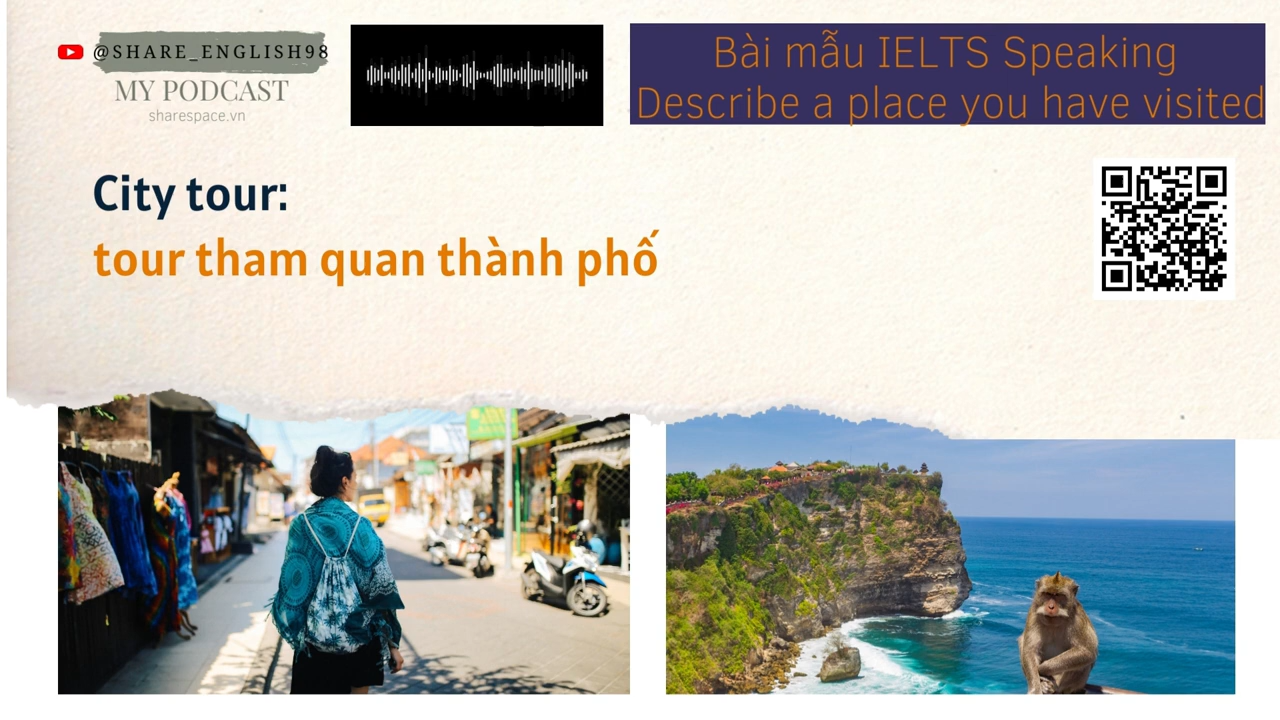 @SHARE_ENGLISH98
MY PODCAST
sharespace.vn
Bài mẫu IELTS Speaking
Describe a place you have visited
City tour:
tour tham quan thành phố